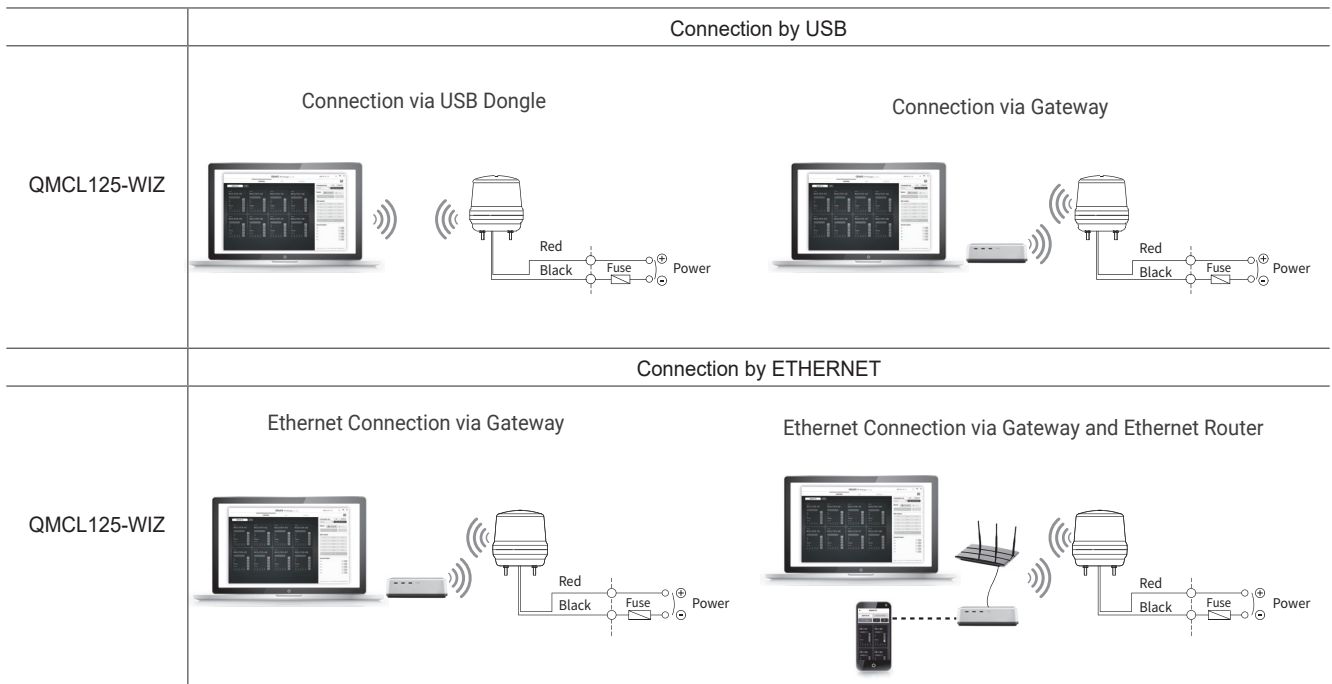 Connection by USB
QMCL125-WIZ
Connection via USB Dongle
Red
Black
Fuse
+
-
Power
Connection via Gateway
Red
Black
Fuse
+
-
Power
Connection by ETHERNET
QMCL125-WIZ
Ethernet Connection via Gateway
Red
Black
Fuse
+
-
Power
Ethernet Connection via Gateway and Ethernet Router
Red
Black
Fuse
+
-
Power